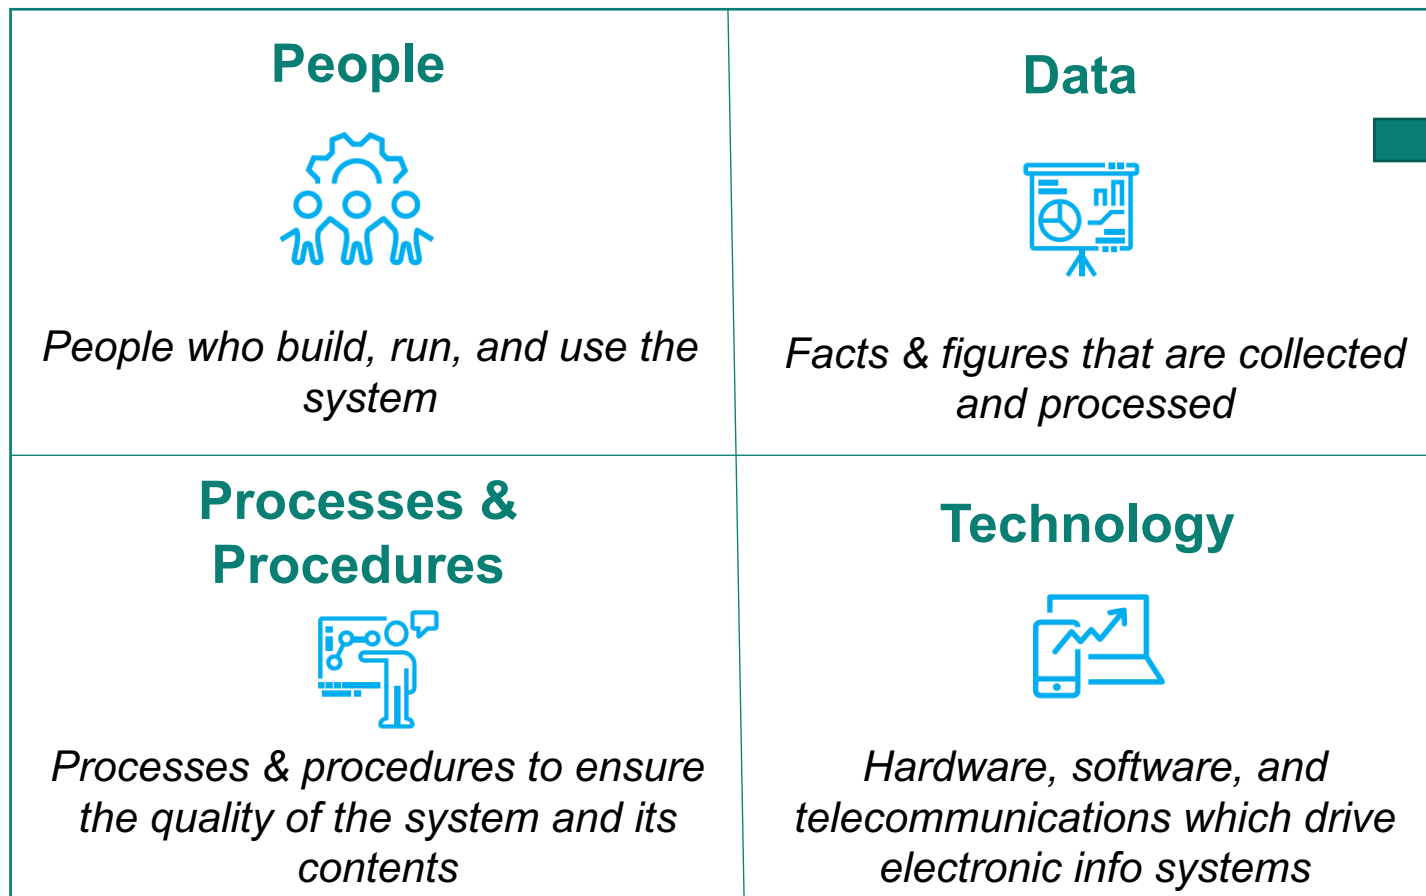 People
People who build, run, and use the
system
Data
Facts & figures that are collected
and processed
Processes &
Procedures
Processes & procedures to ensure
the quality of the system and its
contents
Technology
Hardware, software, and
telecommunications which drive
electronic info systems